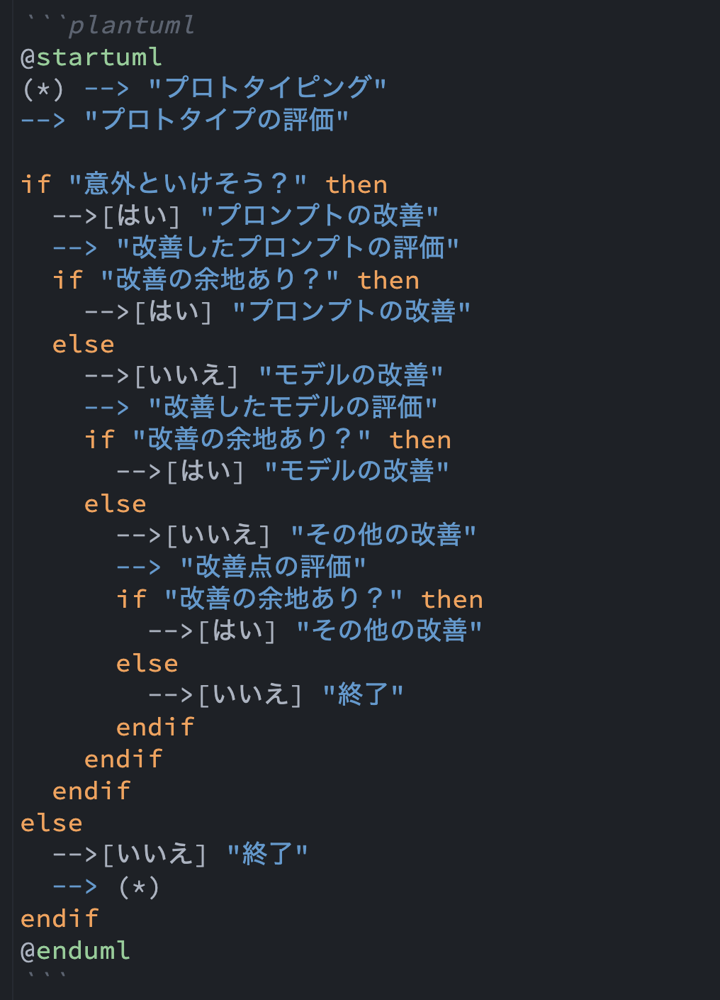 ```plantuml
@startuml
(*) --> "プロトタイピング"
--> "プロトタイプの評価"

if "意外といけそう？" then
  -->[はい] "プロンプトの改善"
  --> "改善したプロンプトの評価"
  if "改善の余地あり？" then
    -->[はい] "プロンプトの改善"
  else
    -->[いいえ] "モデルの改善"
    --> "改善したモデルの評価"
    if "改善の余地あり？" then
      -->[はい] "モデルの改善"
    else
      -->[いいえ] "その他の改善"
      --> "改善点の評価"
      if "改善の余地あり？" then
        -->[はい] "その他の改善"
      else
        -->[いいえ] "終了"
      endif
    endif
  endif
else
  -->[いいえ] "終了"
  --> (*)
endif
@enduml
```